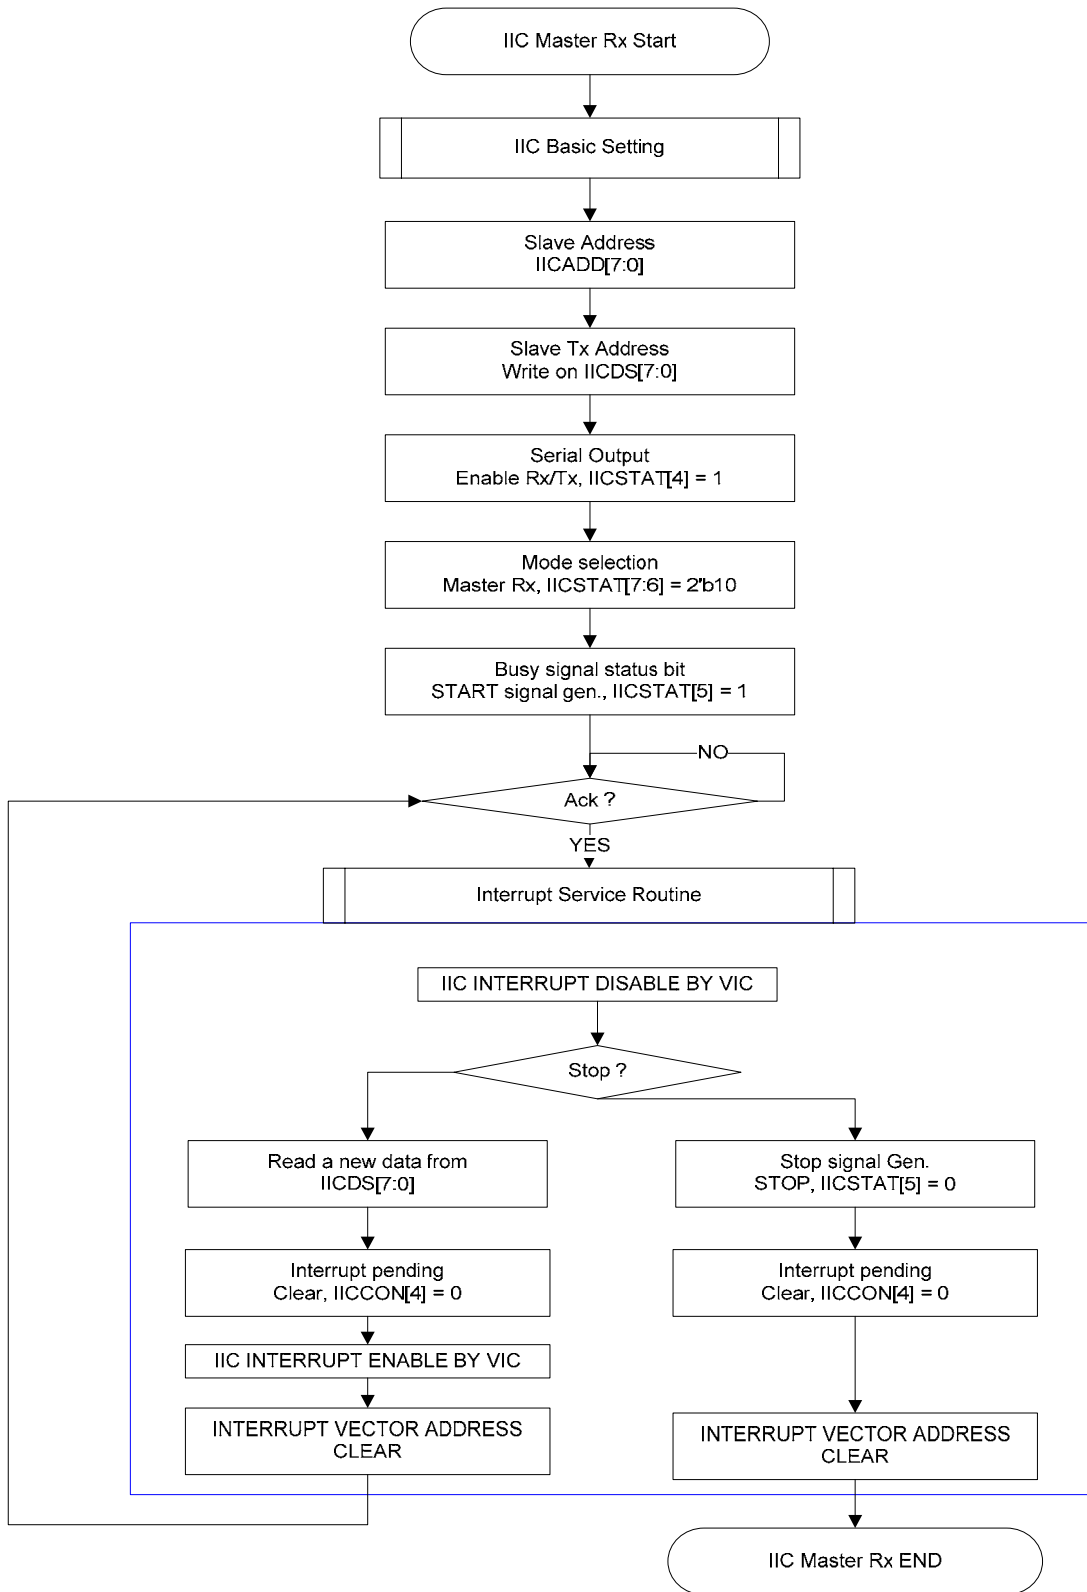 IIC Master Rx Start
IIC Basic Setting
Slave Address
IICADD[7:0]
Slave Tx Address
Write on IICDS[7:0]
Serial Output
Enable Rx/Tx, IICSTAT[4] = 1
Mode selection
Master Rx, IICSTAT[7:6] = 2'b10
Busy signal status bit
START signal gen., IICSTAT[5] = 1
NO
Ack ?
YES
Interrupt Service Routine
IIC INTERRUPT DISABLE BY VIC
Stop ?
Read a new data from
IICDS[7:0]
Stop signal Gen.
STOP, IICSTAT[5] = 0
Interrupt pending
Clear, IICCON[4] = 0
Interrupt pending
Clear, IICCON[4] = 0
IIC INTERRUPT ENABLE BY VIC
INTERRUPT VECTOR ADDRESS
CLEAR
INTERRUPT VECTOR ADDRESS
CLEAR
IIC Master Rx END